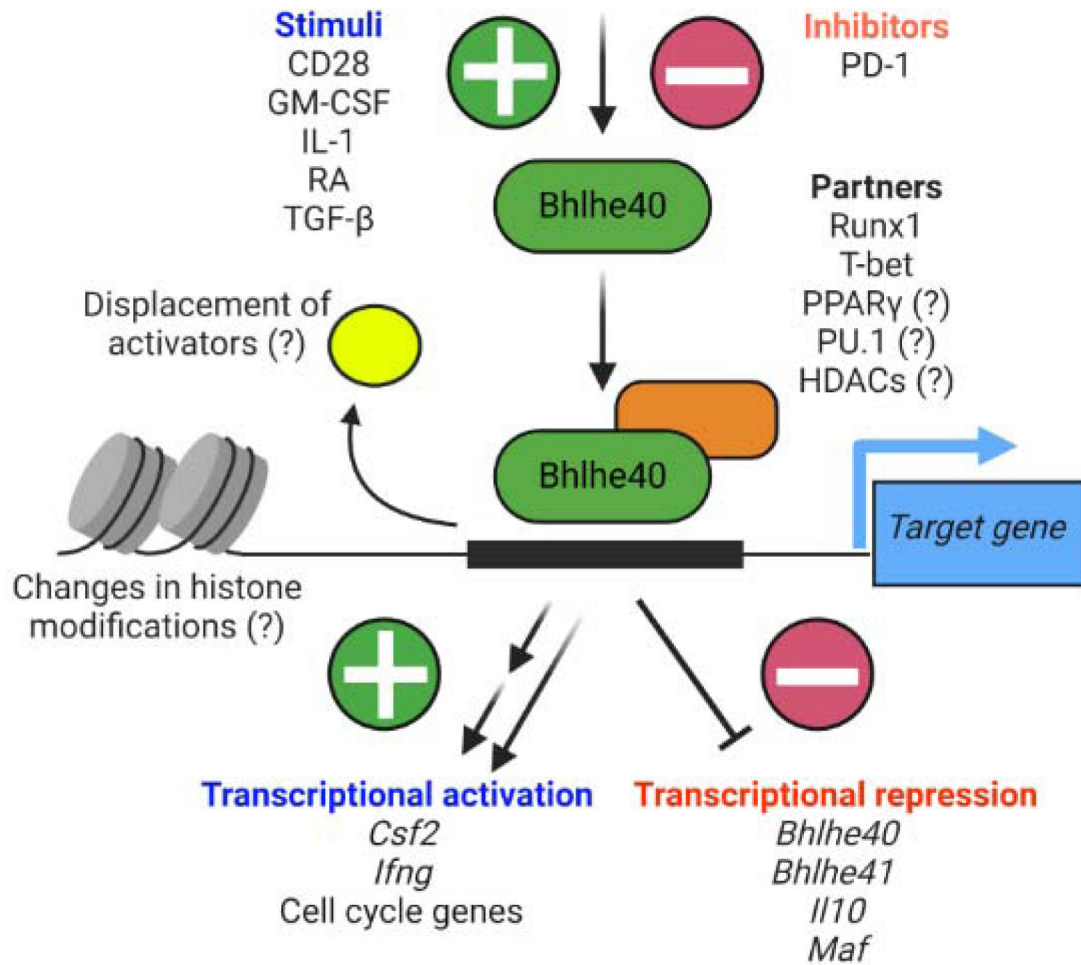 Stimuli
CD28
GM-CSF
IL-1
RA
TGF-β
Inhibitors
PD-1
Bhlhe40
Partners
Runx1
T-bet
PPARγ (?)
PU.1 (?)
HDACs (?)
Displacement of
activators (?)
Bhlhe40
Target gene
Changes in histone
modifications (?)
Transcriptional activation
Csf2
Ifng
Cell cycle genes
Transcriptional repression
Bhlhe40
Bhlhe41
Il10
Maf